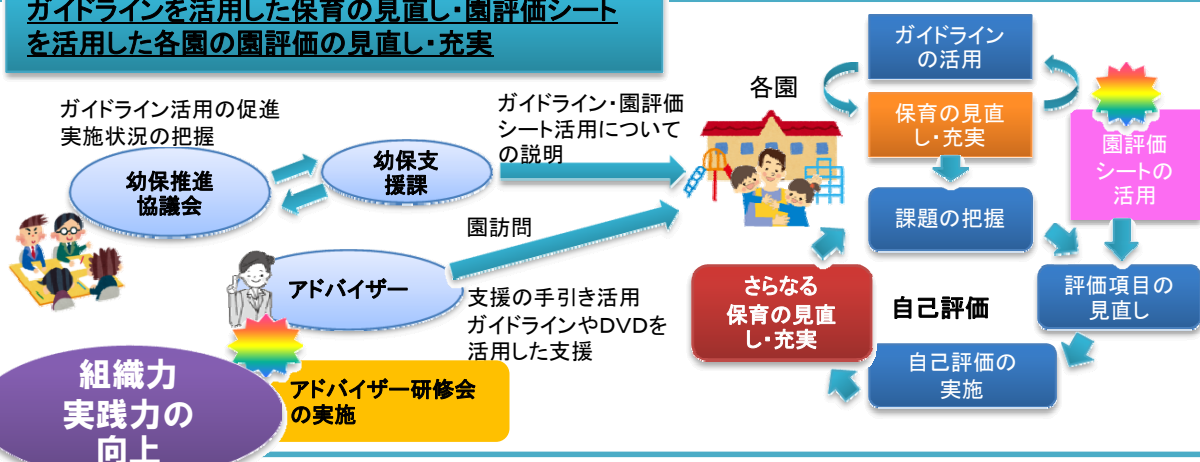 ガイドラインを活用した保育の見直し・園評価シート
を活用した各園の園評価の見直し・充実
ガイドライン活用の促進
実施状況の把握
幼保推進
協議会
幼保支
援課
ガイドライン・園評価
シート活用について
の説明
園訪問
アドバイザー
支援の手引き活用
ガイドラインやDVDを
活用した支援
アドバイザー研修会
の実施
組織力
実践力の
向上
各園
ガイドライン
の活用
保育の見直
し・充実
園評価
シートの
活用
課題の把握
評価項目の
見直し
自己評価
自己評価の
実施
さらなる
保育の見直
し・充実